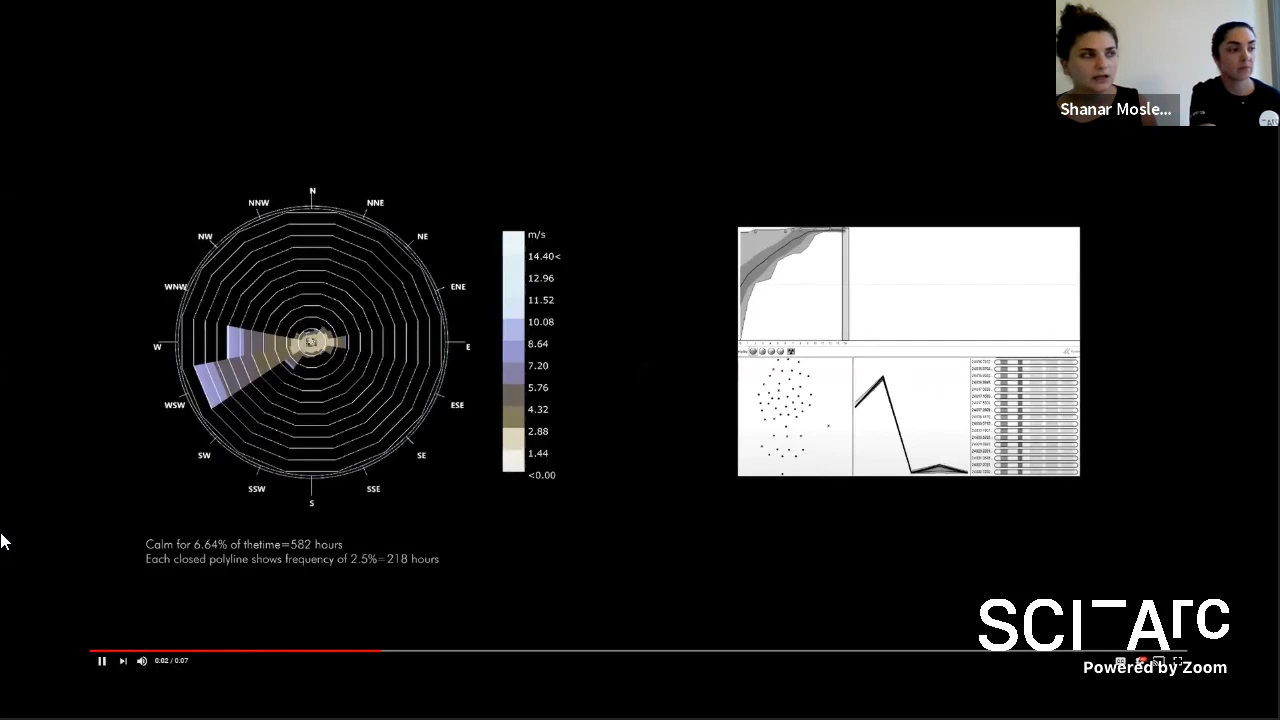 Shanar Mosle...
N
NNW
NNE
NW
NE
WNW
ENE
W
E
WSW
ESE
SW
SE
SSW
SSE
S
m/s
14.40<
12.96
11.52
10.08
8.64
7.20
5.76
4.32
2.88
1.44
<0.00
Calm for 6.64% of thetime=582 hours
Each closed polyline shows frequency of 2.5%=218 hours
SCI-Arc
Powered by Zoom
0:02 / 0:07